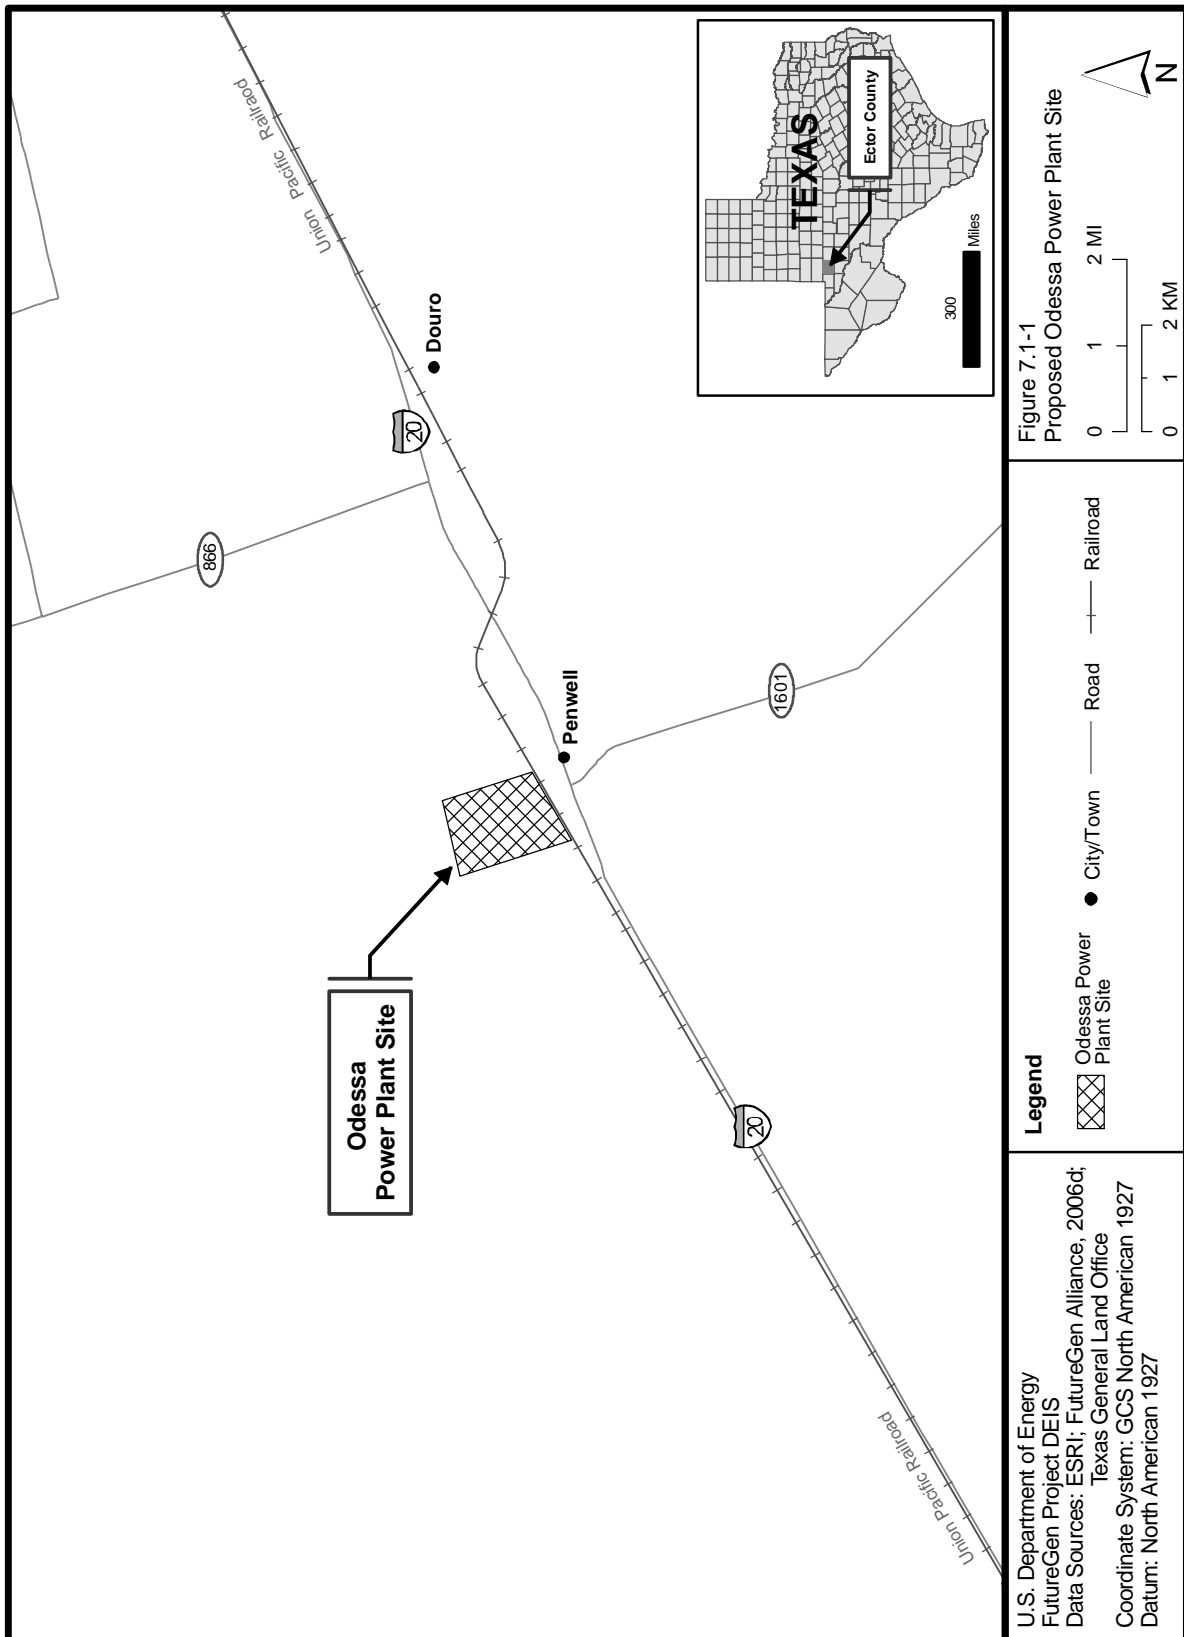 Union Pacific Railraod
866
20
Douro
Odessa
Power Plant Site
Penwell
1601
20
Union Pacific Railroad
TEXAS
Ector County
300
Miles
U.S. Department of Energy
FutureGen Project DEIS
Data Sources: ESRI; FutureGen Alliance, 2006d;
Texas General Land Office
Coordinate System: GCS North American 1927
Datum: North American 1927
Legend
Odessa Power
Plant Site
City/Town
Road
Railroad
Figure 7.1-1
Proposed Odessa Power Plant Site
0 1 2 MI
0 1 2 KM
N